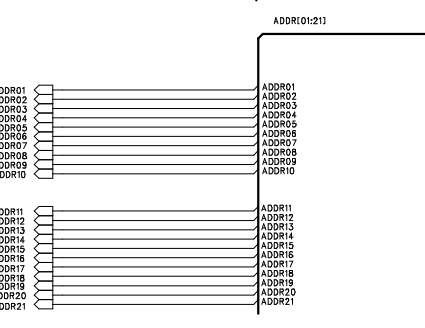 ADDR[01:21]
DDR01 ADDR01
DDR02 ADDR02
DDR03 ADDR03
DDR04 ADDR04
DDR05 ADDR05
DDR06 ADDR06
DDR07 ADDR07
DDR08 ADDR08
DDR09 ADDR09
DDR10 ADDR10
DDR11 ADDR11
DDR12 ADDR12
DDR13 ADDR13
DDR14 ADDR14
DDR15 ADDR15
DDR16 ADDR16
DDR17 ADDR17
DDR18 ADDR18
DDR19 ADDR19
DDR20 ADDR20
DDR21 ADDR21